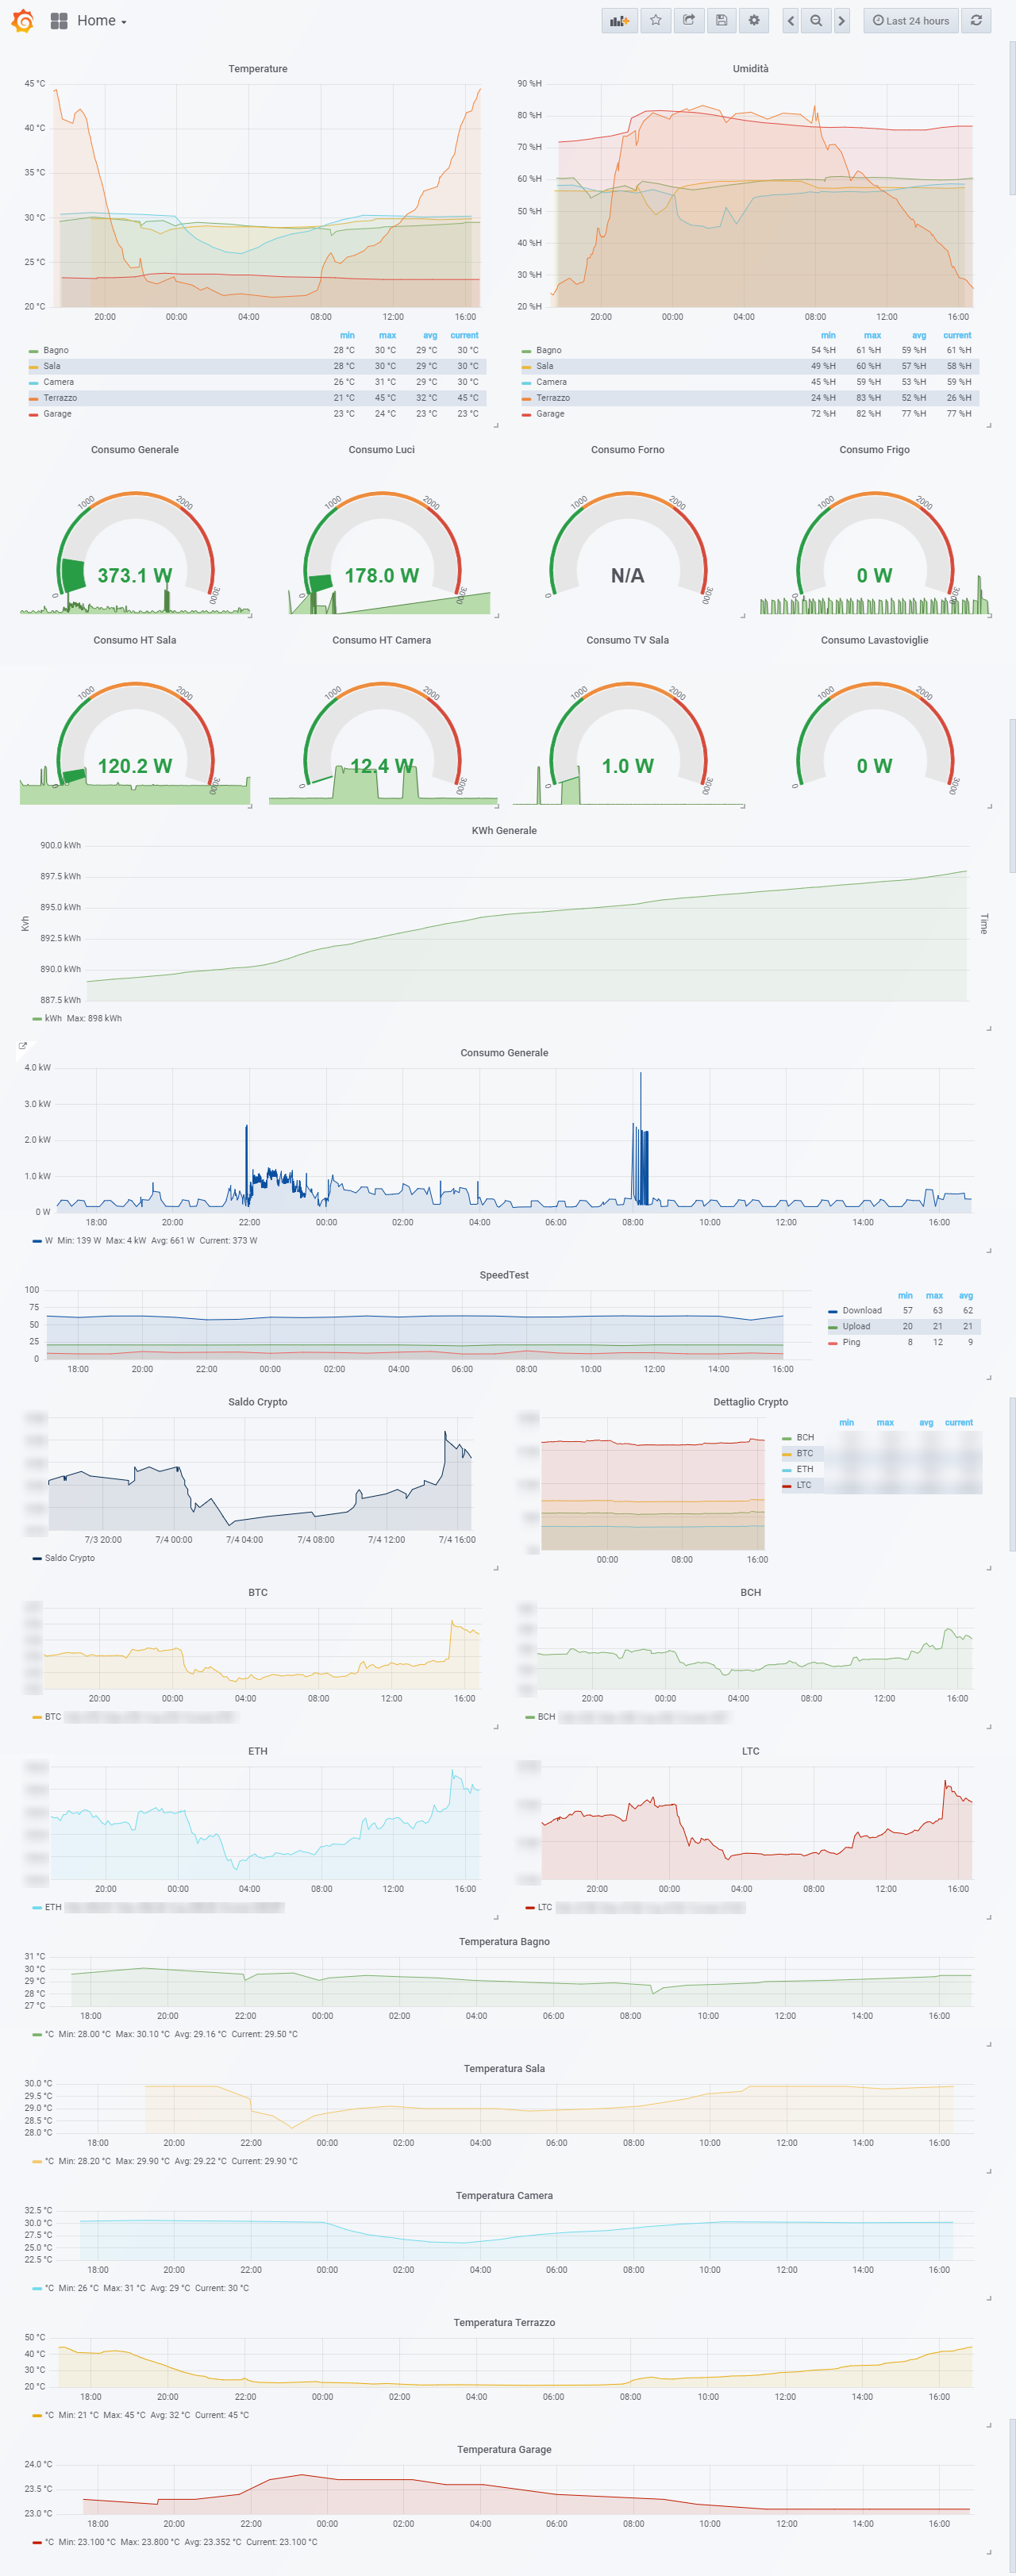 Home
Last 24 hours
Temperature
45 °C
40 °C
35 °C
30 °C
25 °C
20 °C
20:00 00:00 04:00 08:00 12:00 16:00
min max avg current
Bagno 28 °C 30 °C 29 °C 30 °C
Sala 28 °C 30 °C 29 °C 30 °C
Camera 26 °C 31 °C 29 °C 30 °C
Terrazzo 21 °C 45 °C 32 °C 45 °C
Garage 23 °C 24 °C 23 °C 23 °C
Umidità
90 %H
80 %H
70 %H
60 %H
50 %H
40 %H
30 %H
20 %H
20:00 00:00 04:00 08:00 12:00 16:00
min max avg current
Bagno 54 %H 61 %H 59 %H 61 %H
Sala 49 %H 60 %H 57 %H 58 %H
Camera 45 %H 59 %H 53 %H 59 %H
Terrazzo 24 %H 83 %H 52 %H 26 %H
Garage 72 %H 82 %H 77 %H 77 %H
Consumo Generale
0 1000 2000 3000
373.1 W
Consumo Luci
0 1000 2000 3000
178.0 W
Consumo Forno
0 1000 2000 3000
N/A
Consumo Frigo
0 1000 2000 3000
0 W
Consumo HT Sala
0 1000 2000 3000
120.2 W
Consumo HT Camera
0 1000 2000 3000
12.4 W
Consumo TV Sala
0 1000 2000 3000
1.0 W
Consumo Lavastoviglie
0 1000 2000 3000
0 W
KWh Generale
900.0 kWh
897.5 kWh
895.0 kWh
892.5 kWh
890.0 kWh
887.5 kWh
Kvh
Time
kWh Max: 898 kWh
Consumo Generale
4.0 kW
3.0 kW
2.0 kW
1.0 kW
0 W
18:00 20:00 22:00 00:00 02:00 04:00 06:00 08:00 10:00 12:00 14:00 16:00
W Min: 139 W Max: 4 kW Avg: 661 W Current: 373 W
SpeedTest
100
75
50
25
0
18:00 20:00 22:00 00:00 02:00 04:00 06:00 08:00 10:00 12:00 14:00 16:00
min max avg
Download 57 63 62
Upload 20 21 21
Ping 8 12 9
Saldo Crypto
7/3 20:00 7/4 00:00 7/4 04:00 7/4 08:00 7/4 12:00 7/4 16:00
Saldo Crypto
Dettaglio Crypto
00:00 08:00 16:00
min max avg current
BCH
BTC
ETH
LTC
BTC
20:00 00:00 04:00 08:00 12:00 16:00
BTC
BCH
20:00 00:00 04:00 08:00 12:00 16:00
BCH
ETH
20:00 00:00 04:00 08:00 12:00 16:00
ETH
LTC
20:00 00:00 04:00 08:00 12:00 16:00
LTC
Temperatura Bagno
31 °C
30 °C
29 °C
28 °C
27 °C
18:00 20:00 22:00 00:00 02:00 04:00 06:00 08:00 10:00 12:00 14:00 16:00
°C Min: 28.00 °C Max: 30.10 °C Avg: 29.16 °C Current: 29.50 °C
Temperatura Sala
30.0 °C
29.5 °C
29.0 °C
28.5 °C
28.0 °C
18:00 20:00 22:00 00:00 02:00 04:00 06:00 08:00 10:00 12:00 14:00 16:00
°C Min: 28.20 °C Max: 29.90 °C Avg: 29.22 °C Current: 29.90 °C
Temperatura Camera
32.5 °C
30.0 °C
27.5 °C
25.0 °C
22.5 °C
18:00 20:00 22:00 00:00 02:00 04:00 06:00 08:00 10:00 12:00 14:00 16:00
°C Min: 26 °C Max: 31 °C Avg: 29 °C Current: 30 °C
Temperatura Terrazzo
50 °C
40 °C
30 °C
20 °C
18:00 20:00 22:00 00:00 02:00 04:00 06:00 08:00 10:00 12:00 14:00 16:00
°C Min: 21 °C Max: 45 °C Avg: 32 °C Current: 45 °C
Temperatura Garage
24.0 °C
23.5 °C
23.0 °C
18:00 20:00 22:00 00:00 02:00 04:00 06:00 08:00 10:00 12:00 14:00 16:00
°C Min: 23.100 °C Max: 23.800 °C Avg: 23.352 °C Current: 23.100 °C